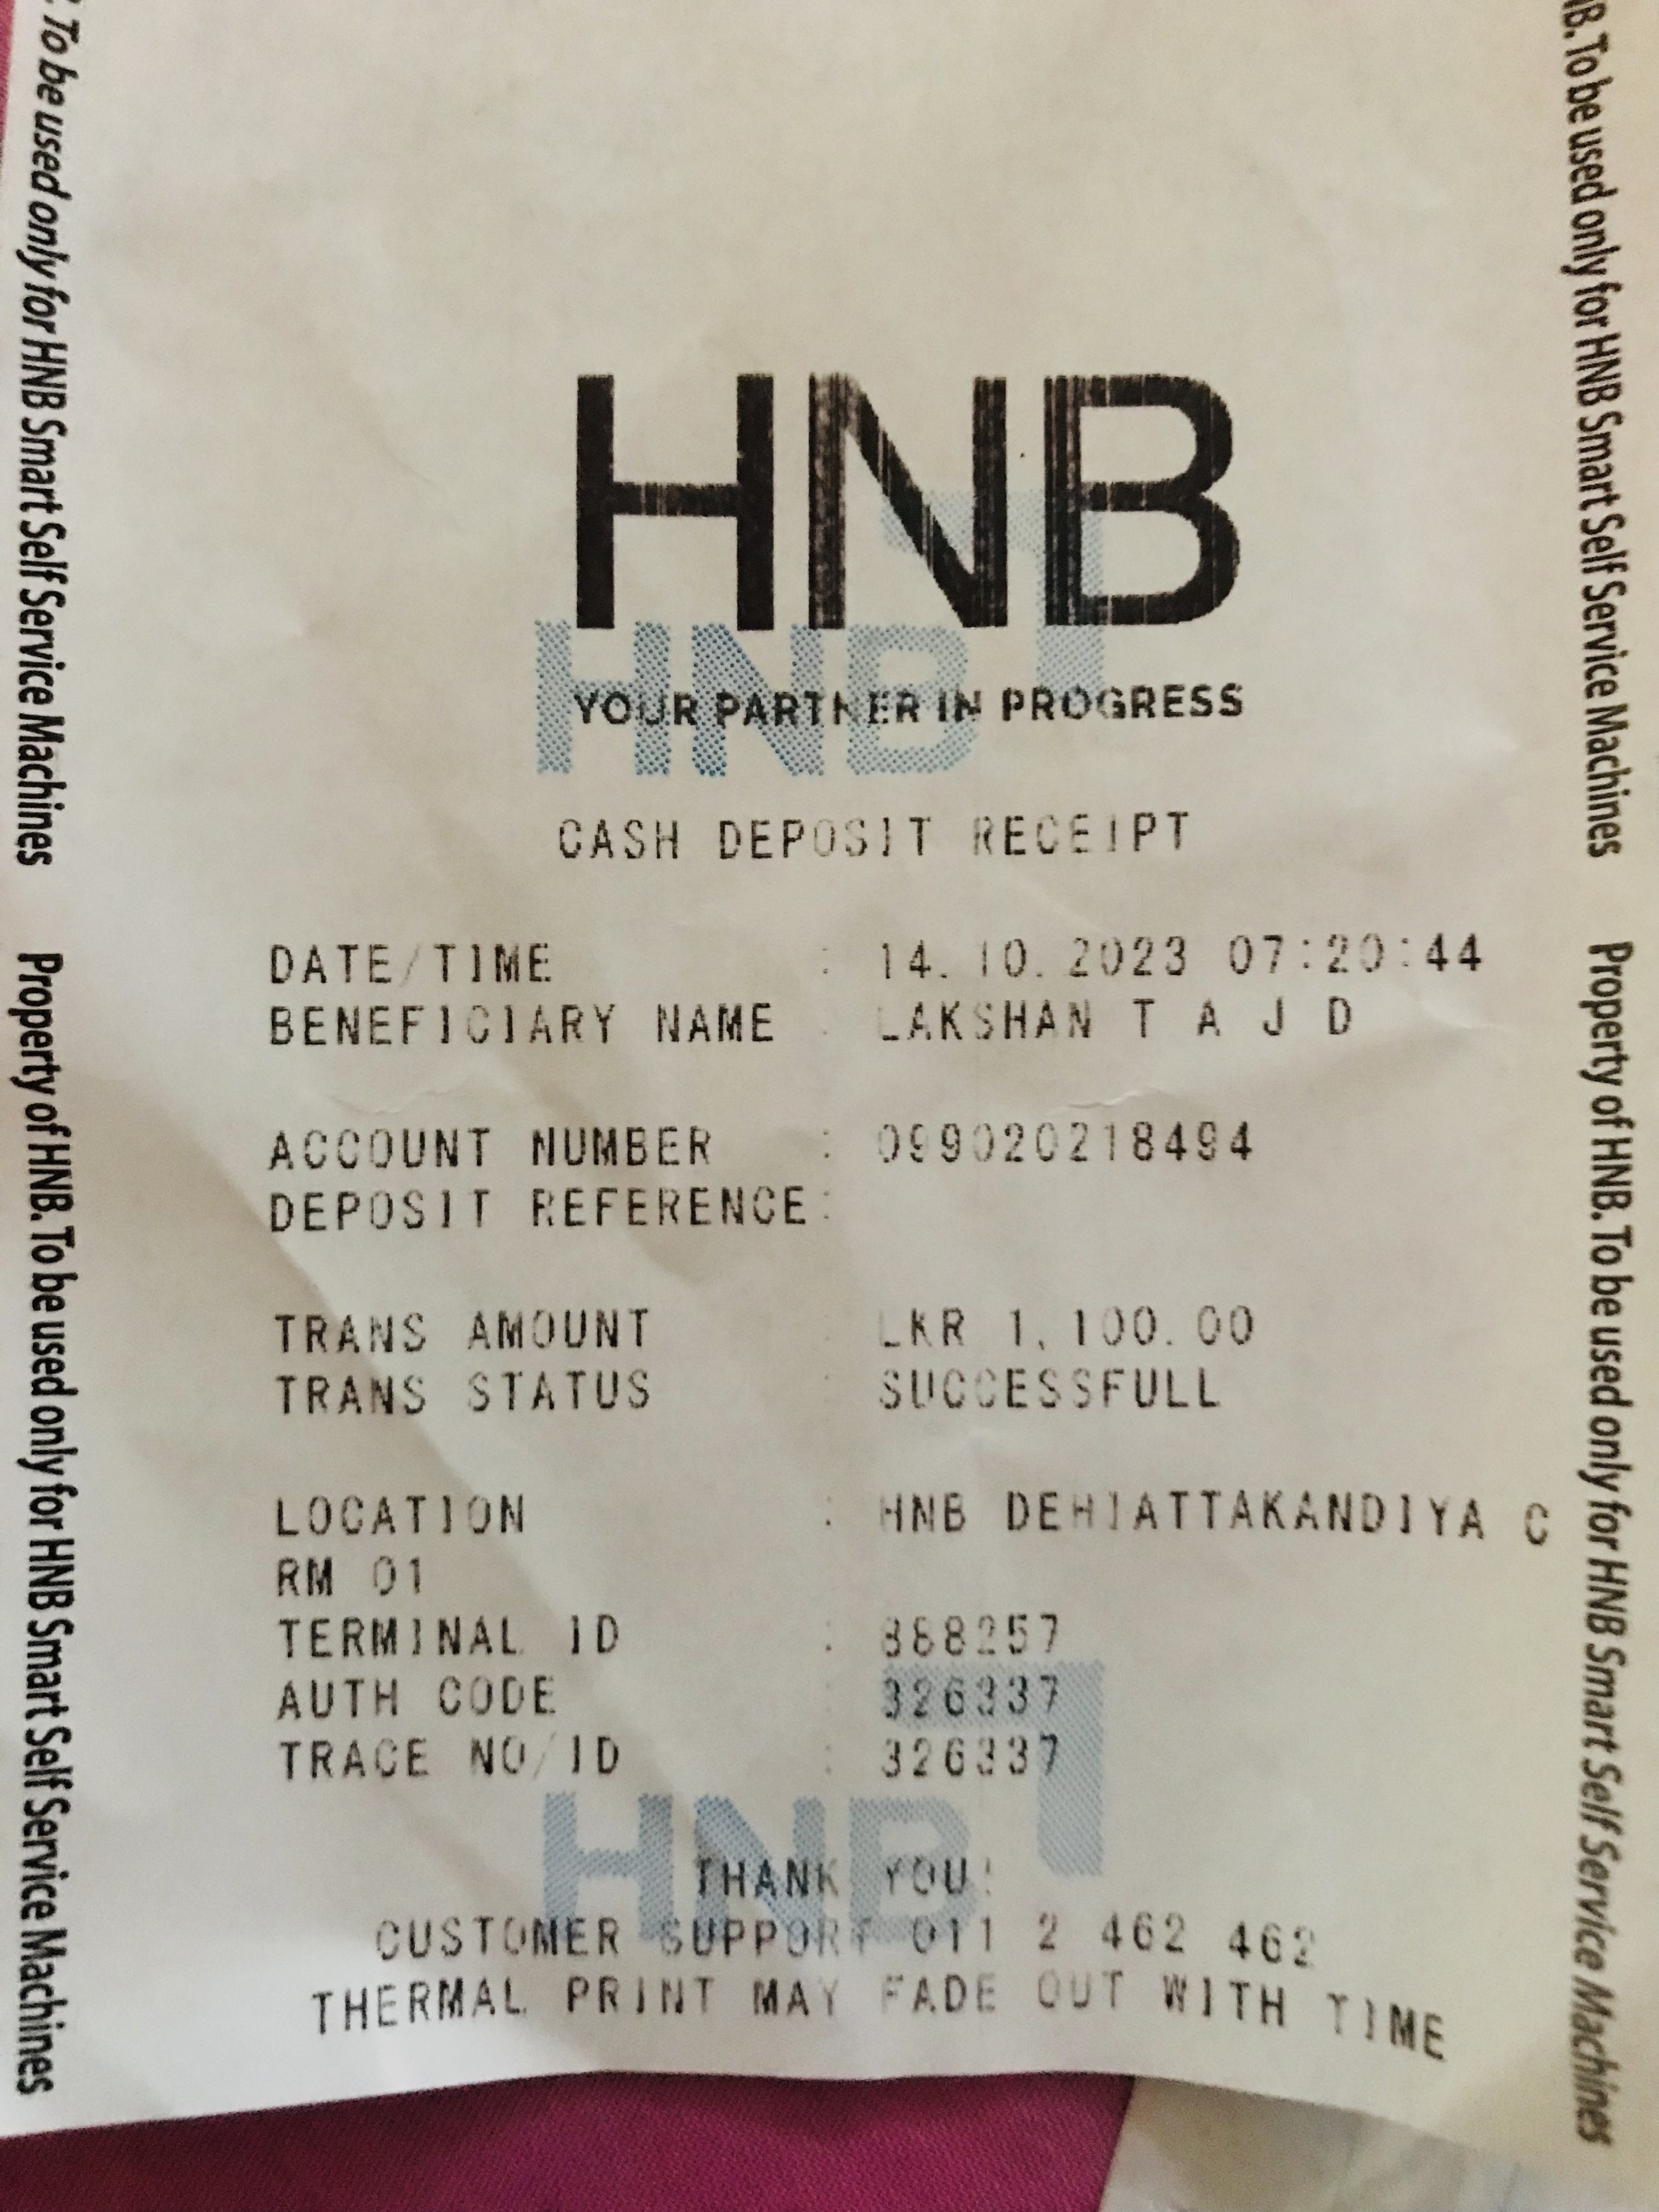 HNB
YOUR PARTNER IN PROGRESS
HNB
CASH DEPOSIT RECEIPT
DATE/TIME : 14.10.2023 07:20:44
BENEFICIARY NAME : LAKSHAN T A J D
ACCOUNT NUMBER : 099020218494
DEPOSIT REFERENCE:
TRANS AMOUNT : LKR 1,100.00
TRANS STATUS : SUCCESSFULL
LOCATION : HNB DEHIATTAKANDIYA C
RM 01
TERMINAL ID : 888257
AUTH CODE : 326337
TRACE NO/ID : 326337
HNB
THANK YOU!
CUSTOMER SUPPORT 011 2 462 462
THERMAL PRINT MAY FADE OUT WITH TIME
To be used only for HNB Smart Self Service Machines
Property of HNB. To be used only for HNB Smart Self Service Machines
HNB. To be used only for HNB Smart Self Service Machines
Property of HNB. To be used only for HNB Smart Self Service Machines